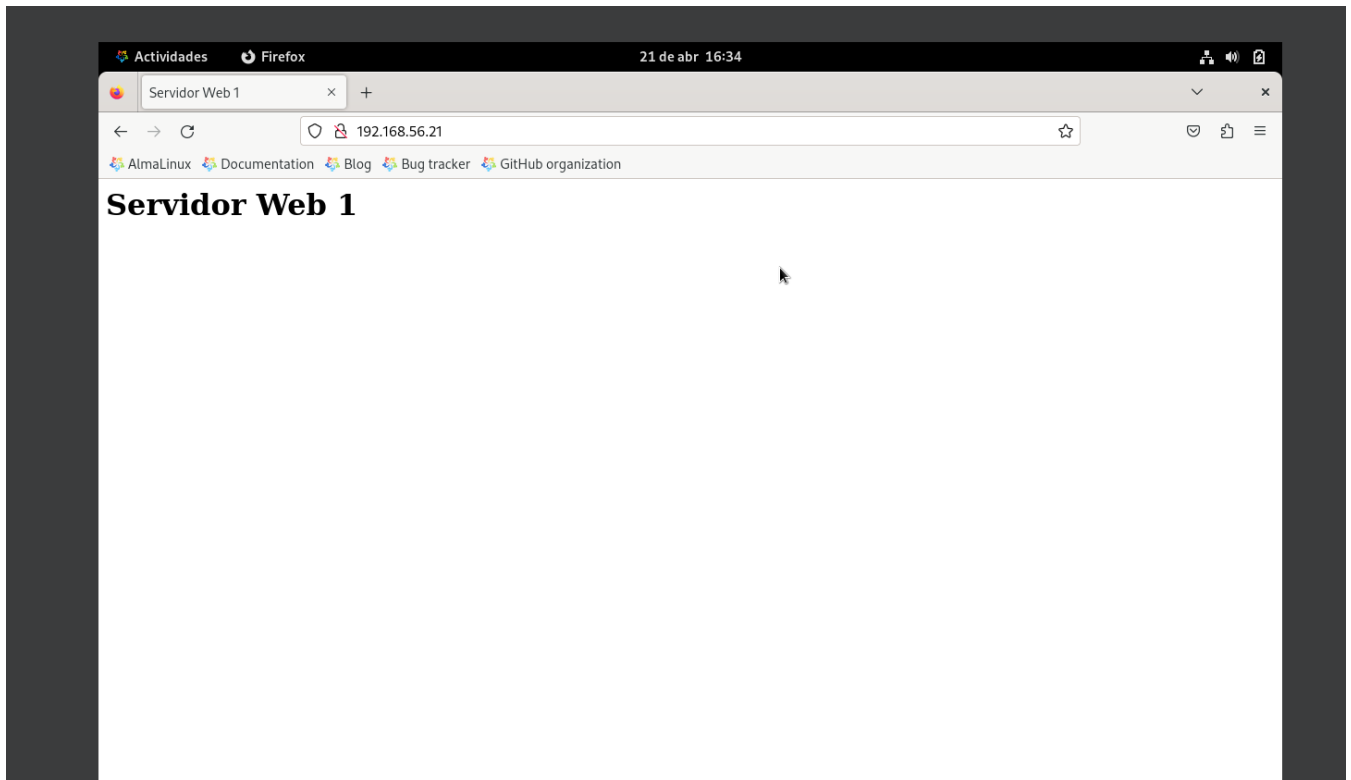 Actividades Firefox 21 de abr 16:34
Servidor Web 1
192.168.56.21
AlmaLinux Documentation Blog Bug tracker GitHub organization
Servidor Web 1